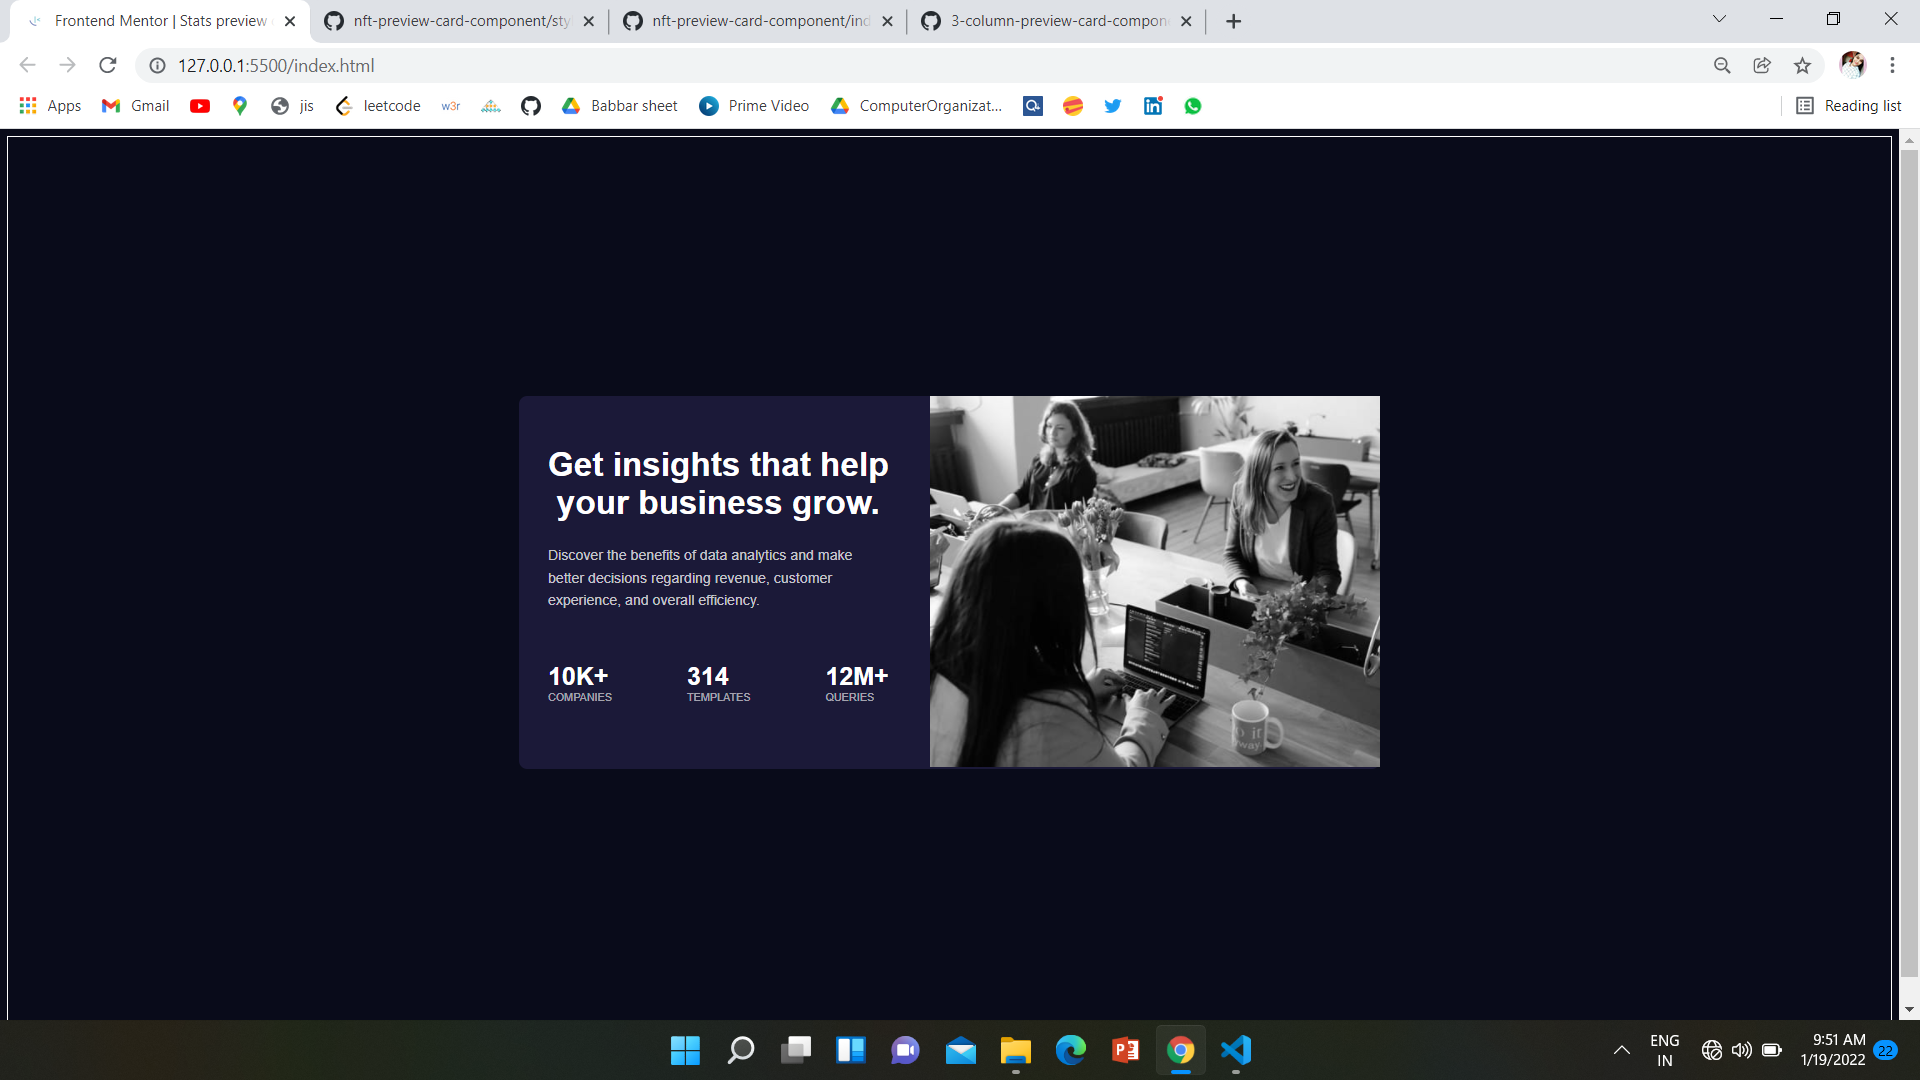 Frontend Mentor | Stats preview
nft-preview-card-component/sty
nft-preview-card-component/ind
3-column-preview-card-compon
127.0.0.1:5500/index.html
Apps
Gmail
jis
leetcode
w3r
Babbar sheet
Prime Video
ComputerOrganizat...
Reading list
Get insights that help
your business grow.
Discover the benefits of data analytics and make
better decisions regarding revenue, customer
experience, and overall efficiency.
10K+ 314 12M+
COMPANIES TEMPLATES QUERIES
ENG
IN
9:51 AM
1/19/2022
22